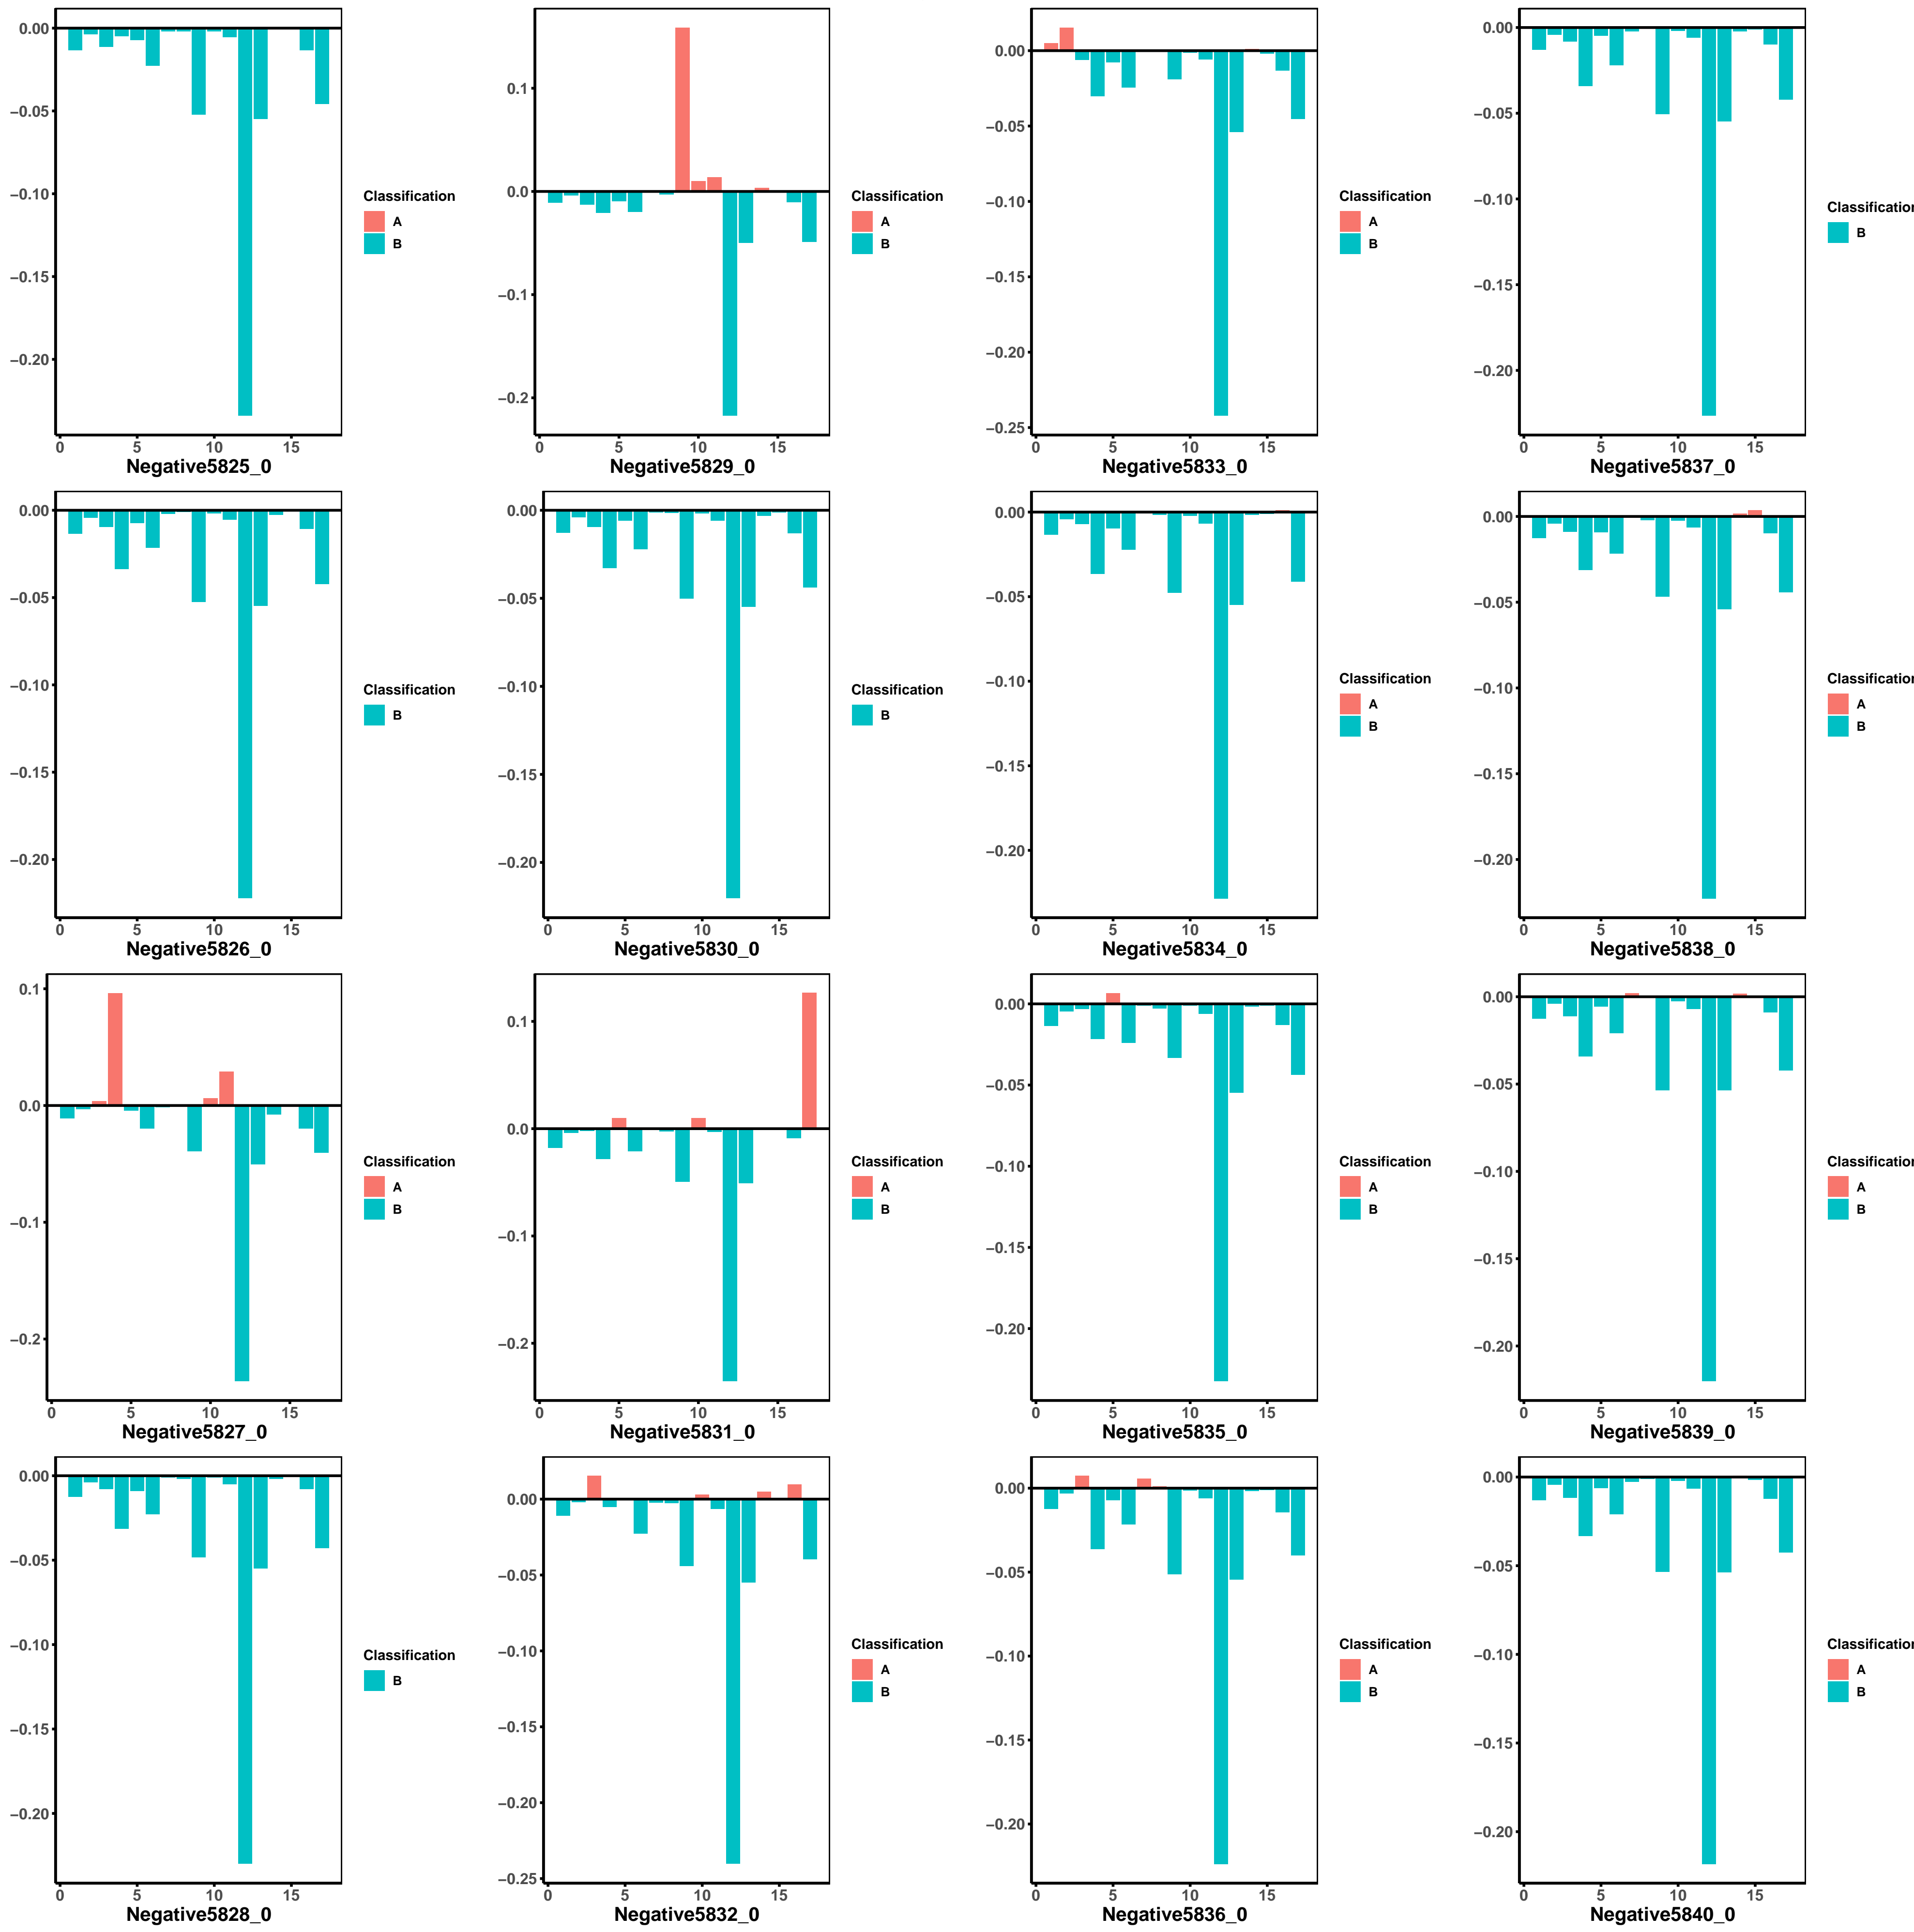 0.00
−0.05
−0.10
−0.15
−0.20
0 5 10 15
Negative5825_0
Classification
A
B
0.1
0.0
−0.1
−0.2
0 5 10 15
Negative5829_0
Classification
A
B
0.00
−0.05
−0.10
−0.15
−0.20
−0.25
0 5 10 15
Negative5833_0
Classification
A
B
0.00
−0.05
−0.10
−0.15
−0.20
0 5 10 15
Negative5837_0
Classification
B
0.00
−0.05
−0.10
−0.15
−0.20
0 5 10 15
Negative5826_0
Classification
B
0.00
−0.05
−0.10
−0.15
−0.20
0 5 10 15
Negative5830_0
Classification
B
0.00
−0.05
−0.10
−0.15
−0.20
0 5 10 15
Negative5834_0
Classification
A
B
0.00
−0.05
−0.10
−0.15
−0.20
0 5 10 15
Negative5838_0
Classification
A
B
0.1
0.0
−0.1
−0.2
0 5 10 15
Negative5827_0
Classification
A
B
0.1
0.0
−0.1
−0.2
0 5 10 15
Negative5831_0
Classification
A
B
0.00
−0.05
−0.10
−0.15
−0.20
0 5 10 15
Negative5835_0
Classification
A
B
0.00
−0.05
−0.10
−0.15
−0.20
0 5 10 15
Negative5839_0
Classification
A
B
0.00
−0.05
−0.10
−0.15
−0.20
0 5 10 15
Negative5828_0
Classification
B
0.00
−0.05
−0.10
−0.15
−0.20
−0.25
0 5 10 15
Negative5832_0
Classification
A
B
0.00
−0.05
−0.10
−0.15
−0.20
0 5 10 15
Negative5836_0
Classification
A
B
0.00
−0.05
−0.10
−0.15
−0.20
0 5 10 15
Negative5840_0
Classification
A
B